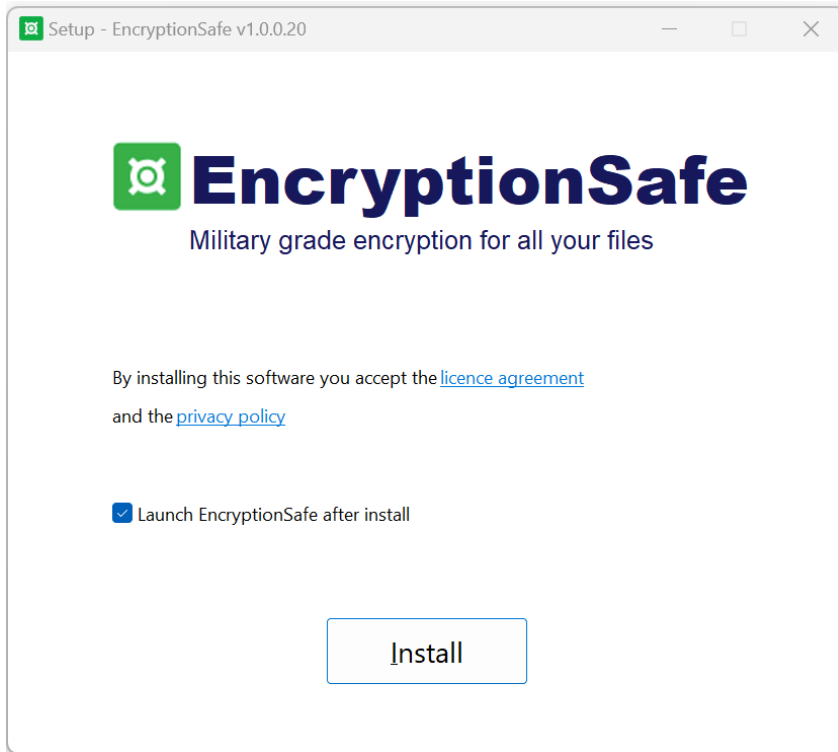 Setup - EncryptionSafe v1.0.0.20
EncryptionSafe
Military grade encryption for all your files
By installing this software you accept the licence agreement
and the privacy policy
Launch EncryptionSafe after install
Install